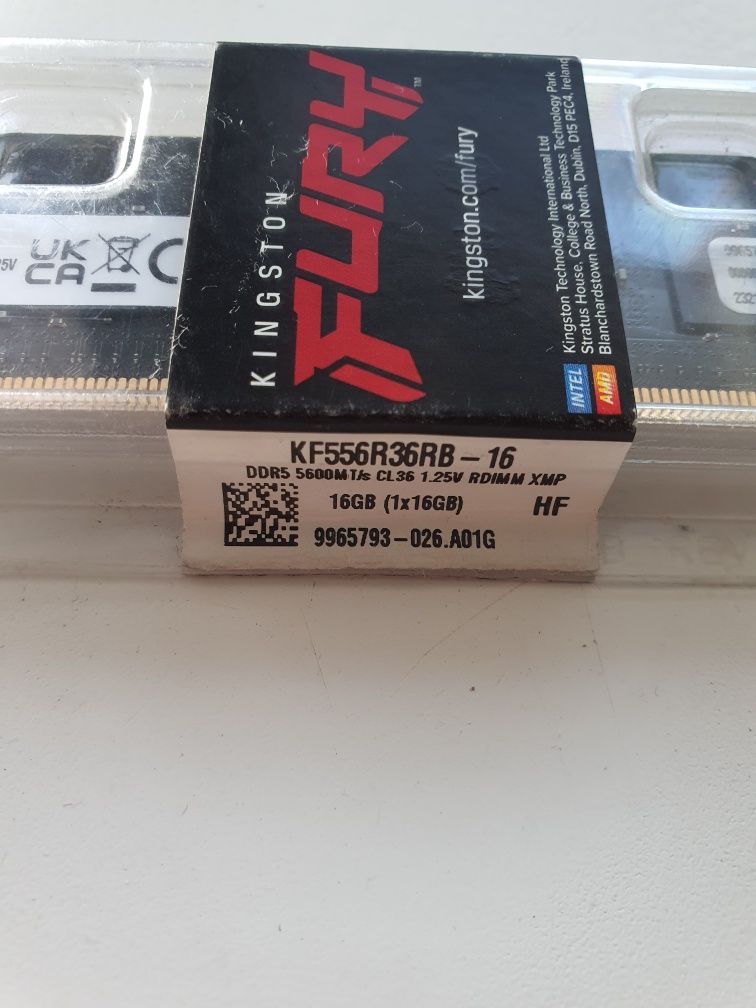 KINGSTON
FURY™
kingston.com/fury
Kingston Technology International Ltd
Stratus House, College & Business Technology Park
Blanchardstown Road North, Dublin, D15 PEC4, Ireland
INTEL
AMD
UK
CA
KF556R36RB-16
DDR5 5600MT/s CL36 1.25V RDIMM XMP
16GB (1x16GB)
HF
9965793-026.A01G